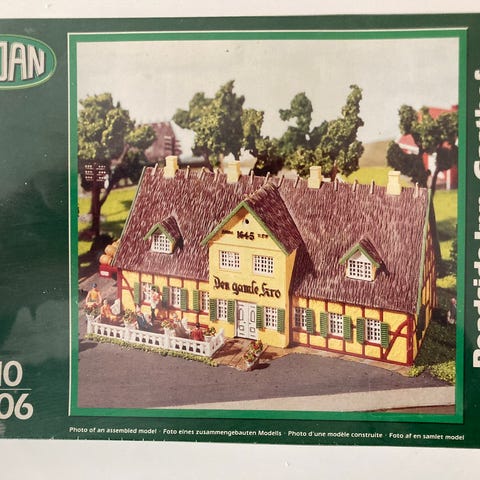 JAN
1645
Den gamle Kro
10
06
Photo of an assembled model · Foto eines zusammengebauten Modells · Photo d'une modèle construite · Foto af en samlet model